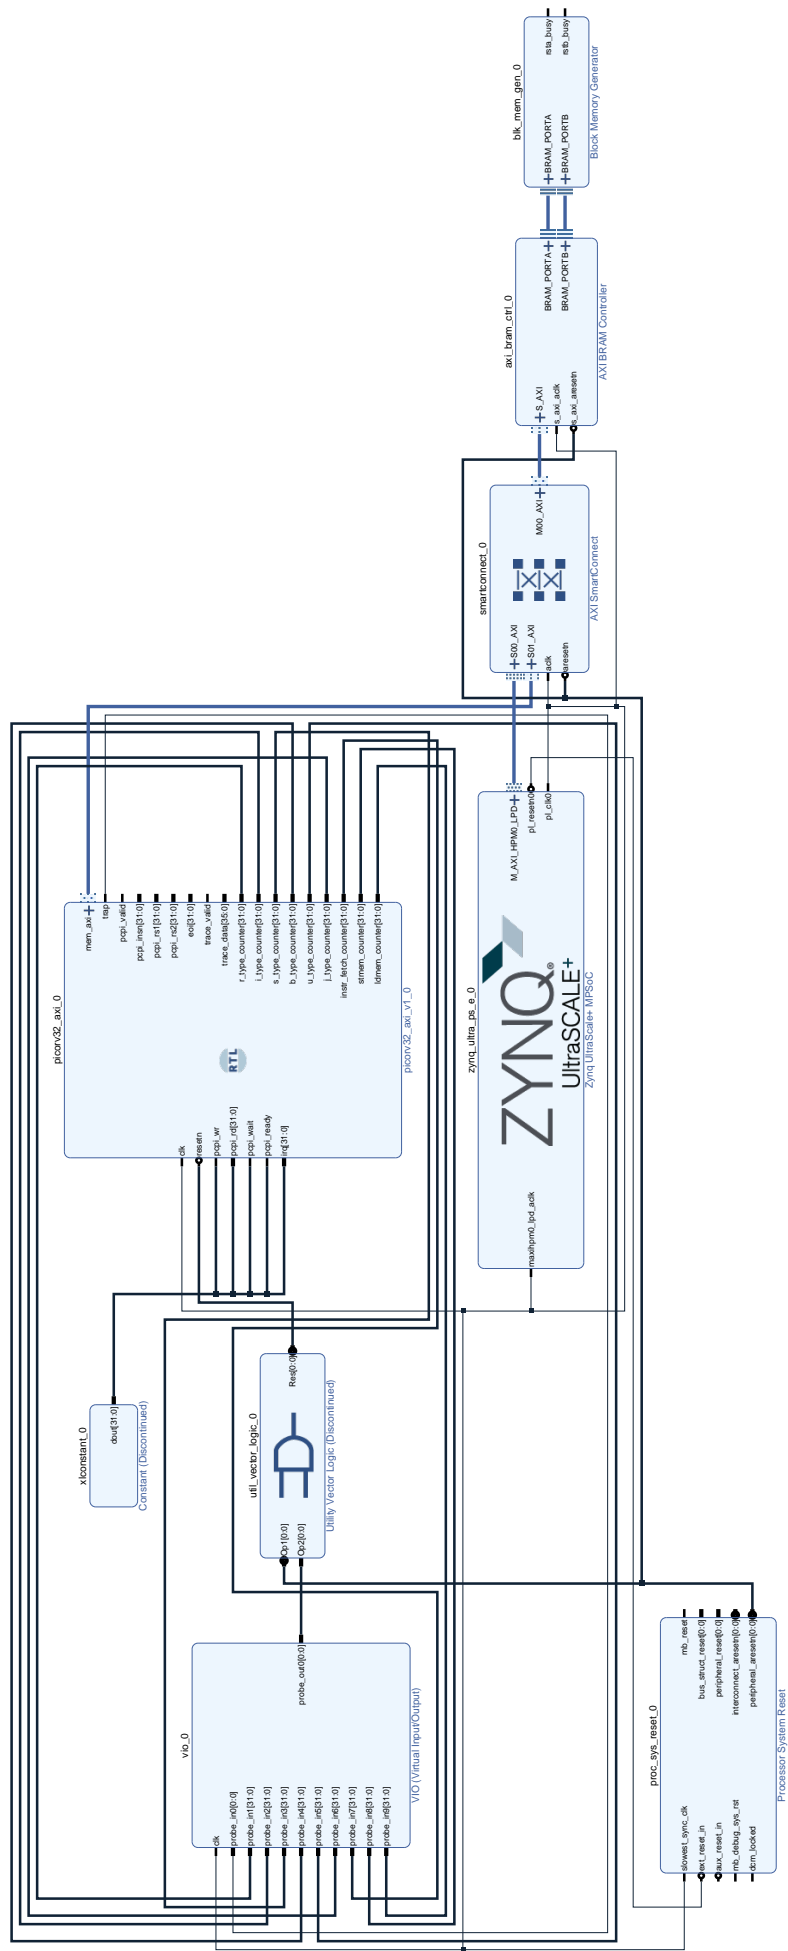 blk_mem_gen_0
rsta_busy
rstb_busy
BRAM_PORTA
BRAM_PORTB
Block Memory Generator
axi_bram_ctrl_0
BRAM_PORTA
BRAM_PORTB
S_AXI
s_axi_aclk
s_axi_aresetn
AXI BRAM Controller
smartconnect_0
M00_AXI
S00_AXI
S01_AXI
aclk
aresetn
AXI SmartConnect
picorv32_axi_0
mem_axi
trap
pcpi_valid
pcpi_insn[31:0]
pcpi_rs1[31:0]
pcpi_rs2[31:0]
eoi[31:0]
trace_valid
trace_data[35:0]
r_type_counter[31:0]
i_type_counter[31:0]
s_type_counter[31:0]
b_type_counter[31:0]
u_type_counter[31:0]
j_type_counter[31:0]
instr_fetch_counter[31:0]
stmem_counter[31:0]
ldmem_counter[31:0]
RTL
clk
resetn
pcpi_wr
pcpi_rd[31:0]
pcpi_wait
pcpi_ready
irq[31:0]
picorv32_axi_v1_0
zynq_ultra_ps_e_0
M_AXI_HPM0_LPD
pl_resetn0
pl_clk0
ZYNQ®
UltraSCALE+
maxihpm0_lpd_aclk
Zynq UltraScale+ MPSoC
xlconstant_0
dout[31:0]
Constant (Discontinued)
util_vector_logic_0
Res[0:0]
Op1[0:0]
Op2[0:0]
Utility Vector Logic (Discontinued)
vio_0
probe_out0[0:0]
clk
probe_in0[0:0]
probe_in1[31:0]
probe_in2[31:0]
probe_in3[31:0]
probe_in4[31:0]
probe_in5[31:0]
probe_in6[31:0]
probe_in7[31:0]
probe_in8[31:0]
probe_in9[31:0]
VIO (Virtual Input/Output)
proc_sys_reset_0
mb_reset
bus_struct_reset[0:0]
peripheral_reset[0:0]
interconnect_aresetn[0:0]
peripheral_aresetn[0:0]
slowest_sync_clk
ext_reset_in
aux_reset_in
mb_debug_sys_rst
dcm_locked
Processor System Reset